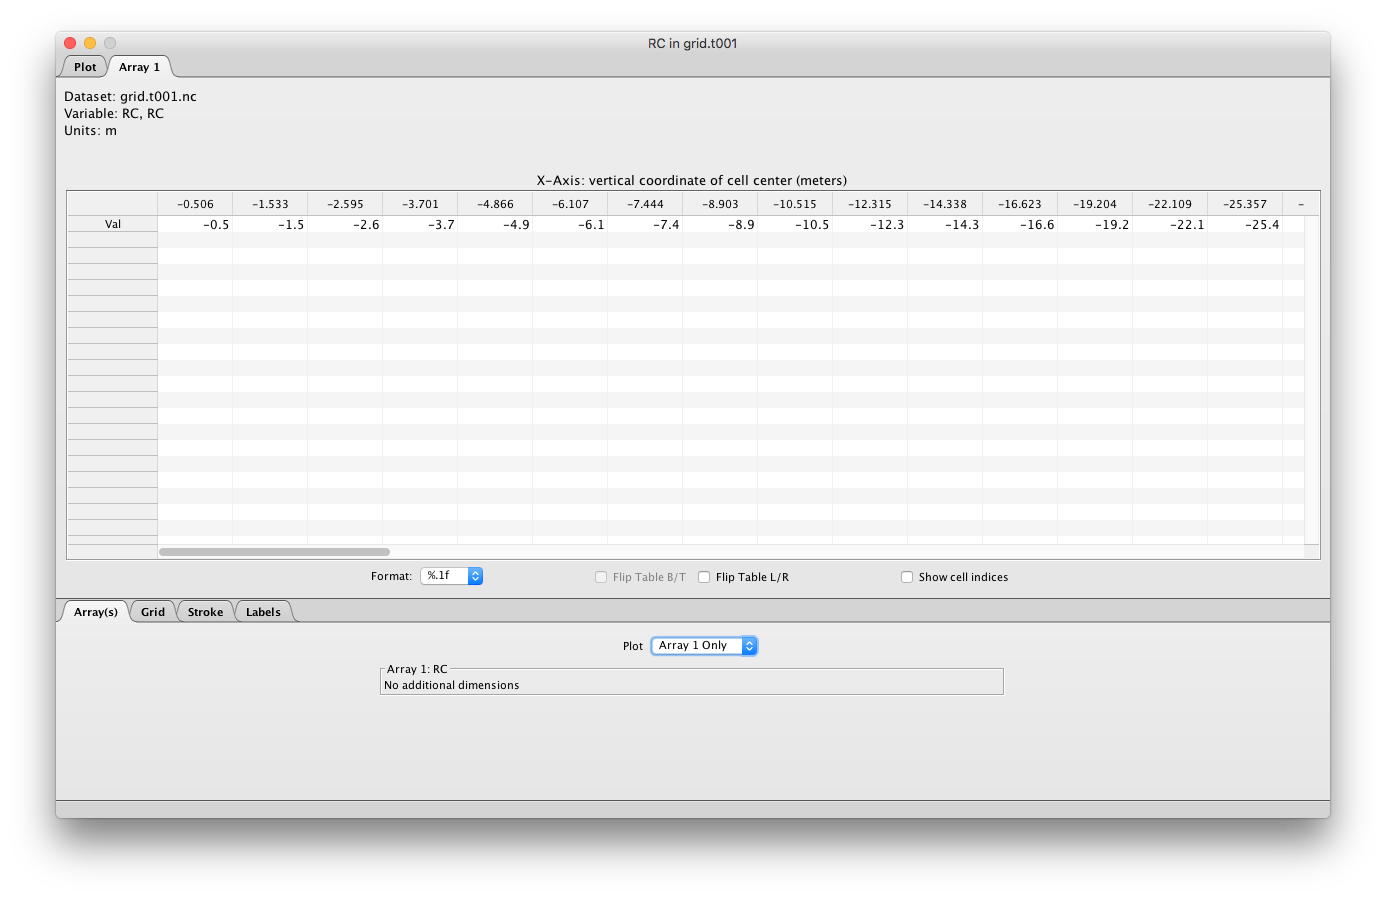 RC in grid.t001
Plot Array 1
Dataset: grid.t001.nc
Variable: RC, RC
Units: m
X-Axis: vertical coordinate of cell center (meters)
-0.506 -1.533 -2.595 -3.701 -4.866 -6.107 -7.444 -8.903 -10.515 -12.315 -14.338 -16.623 -19.204 -22.109 -25.357 -
Val -0.5 -1.5 -2.6 -3.7 -4.9 -6.1 -7.4 -8.9 -10.5 -12.3 -14.3 -16.6 -19.2 -22.1 -25.4
Format: %.1f Flip Table B/T Flip Table L/R Show cell indices
Array(s) Grid Stroke Labels
Plot Array 1 Only
Array 1: RC
No additional dimensions